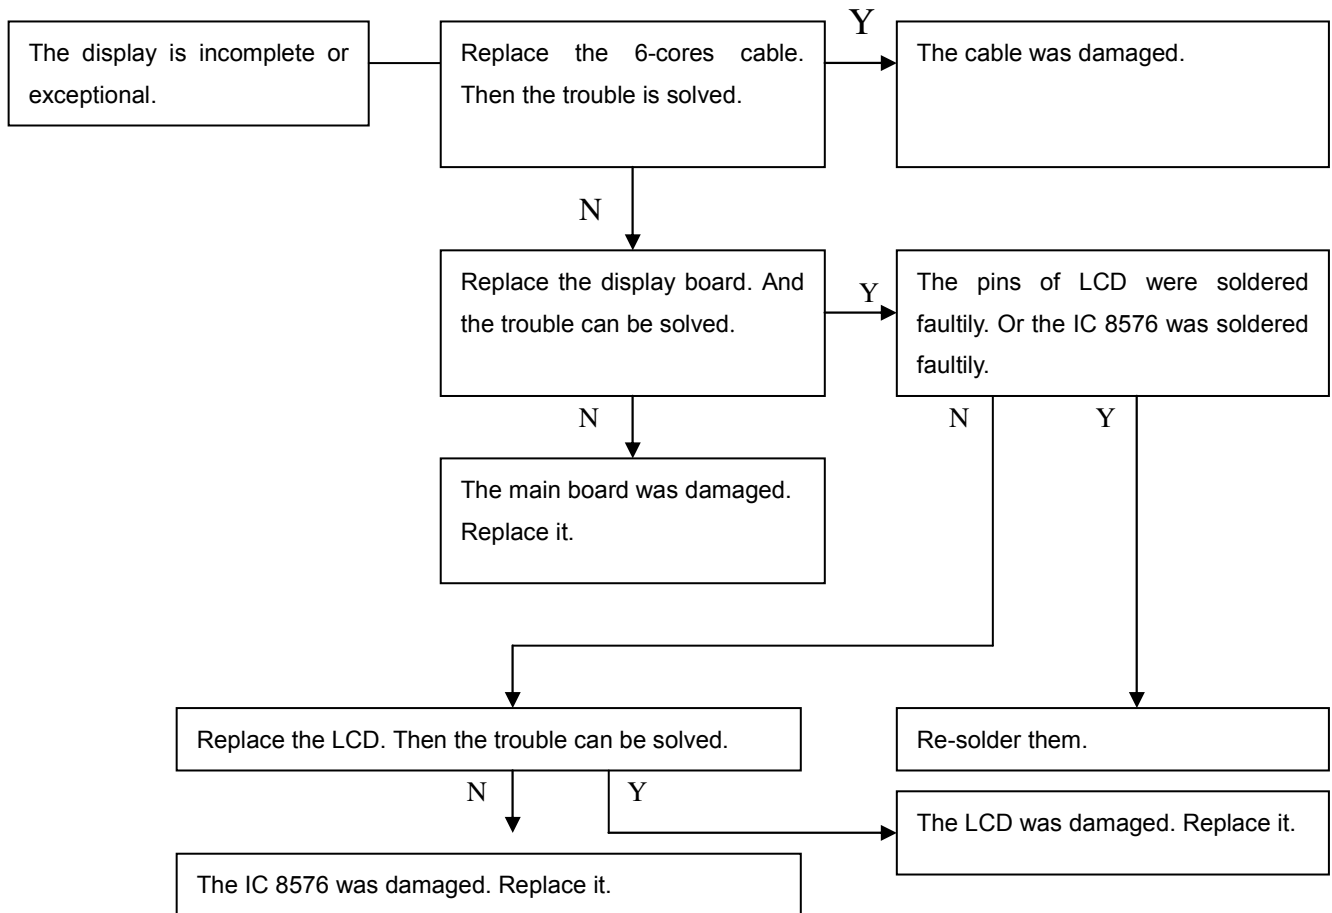 The display is incomplete or
exceptional.
Replace the 6-cores cable.
Then the trouble is solved.
Y
The cable was damaged.
N
Replace the display board. And
the trouble can be solved.
Y
The pins of LCD were soldered
faultily. Or the IC 8576 was soldered
faultily.
N
N
Y
The main board was damaged.
Replace it.
Replace the LCD. Then the trouble can be solved.
Re-solder them.
N
Y
The LCD was damaged. Replace it.
The IC 8576 was damaged. Replace it.